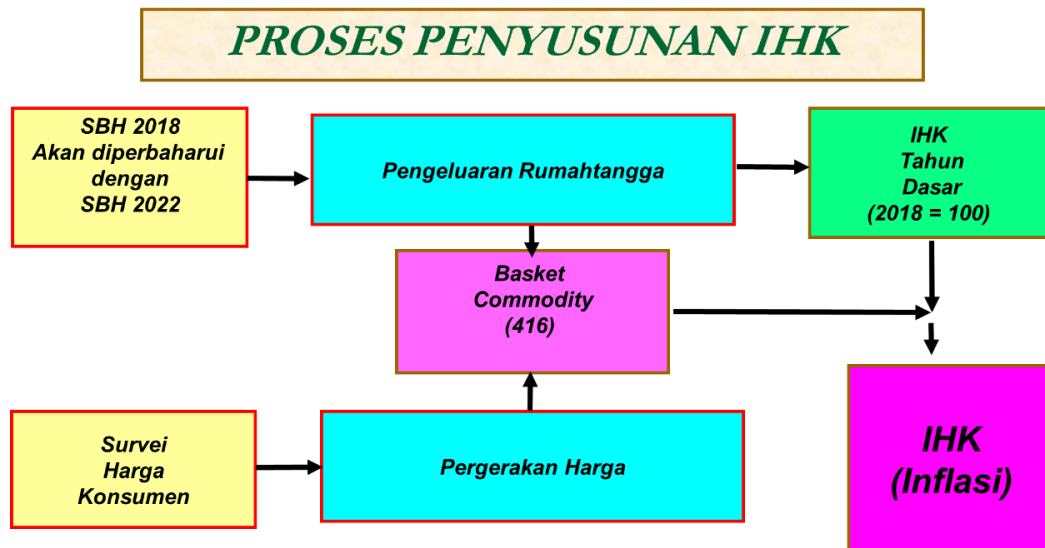 PROSES PENYUSUNAN IHK
SBH 2018
Akan diperbaharui
dengan
SBH 2022
Pengeluaran Rumahtangga
IHK
Tahun
Dasar
(2018 = 100)
Basket
Commodity
(416)
Survei
Harga
Konsumen
Pergerakan Harga
IHK
(Inflasi)